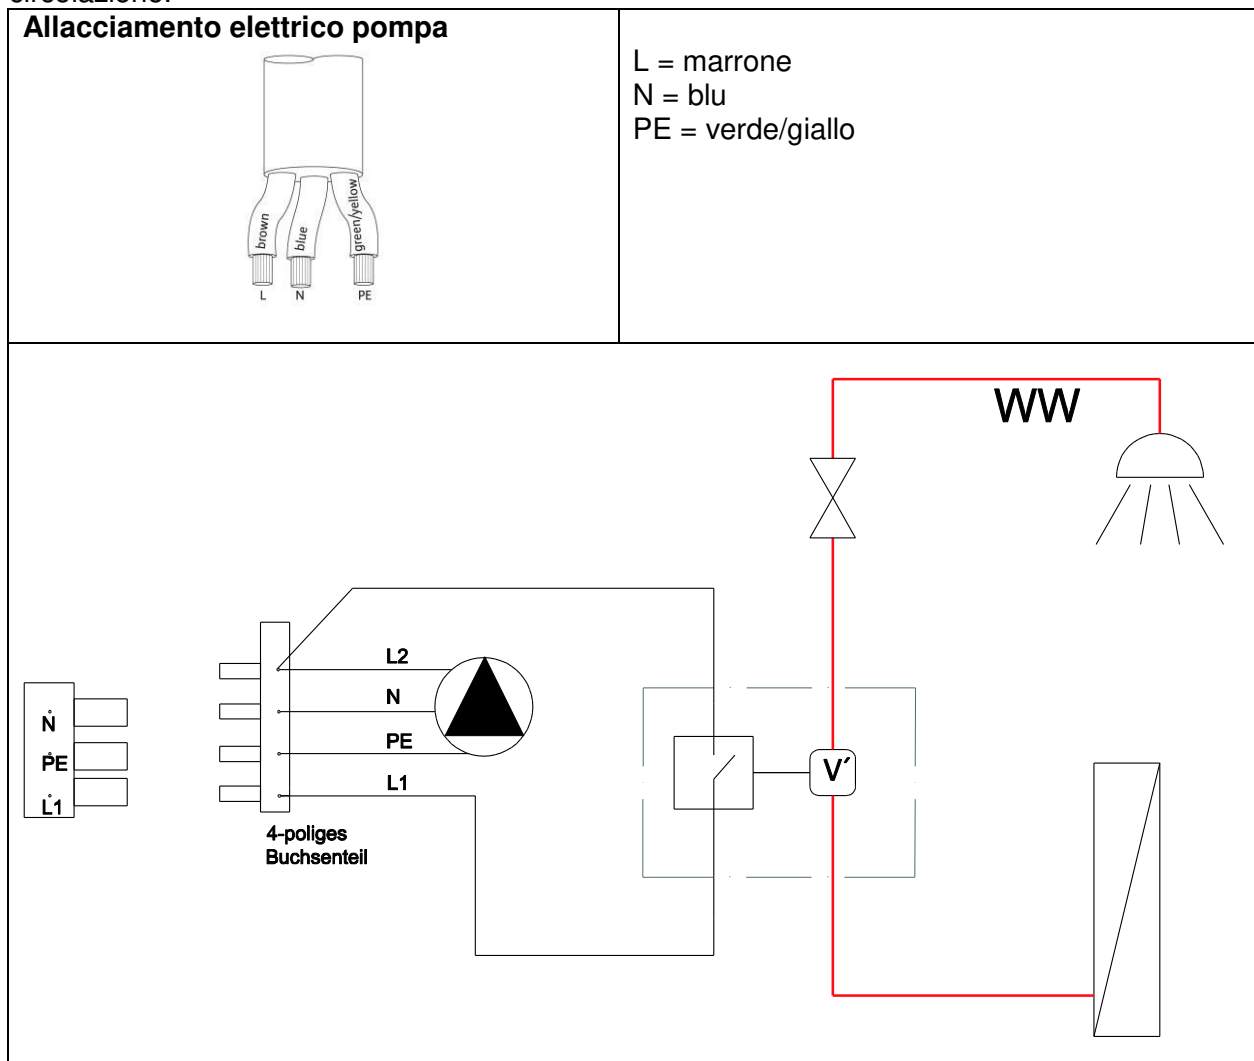 Allacciamento elettrico pompa
brown
blue
green/yellow
L
N
PE
L = marrone
N = blu
PE = verde/giallo
WW
L2
N
PE
L1
N
PE
L1
V´
4-poliges
Buchsenteil